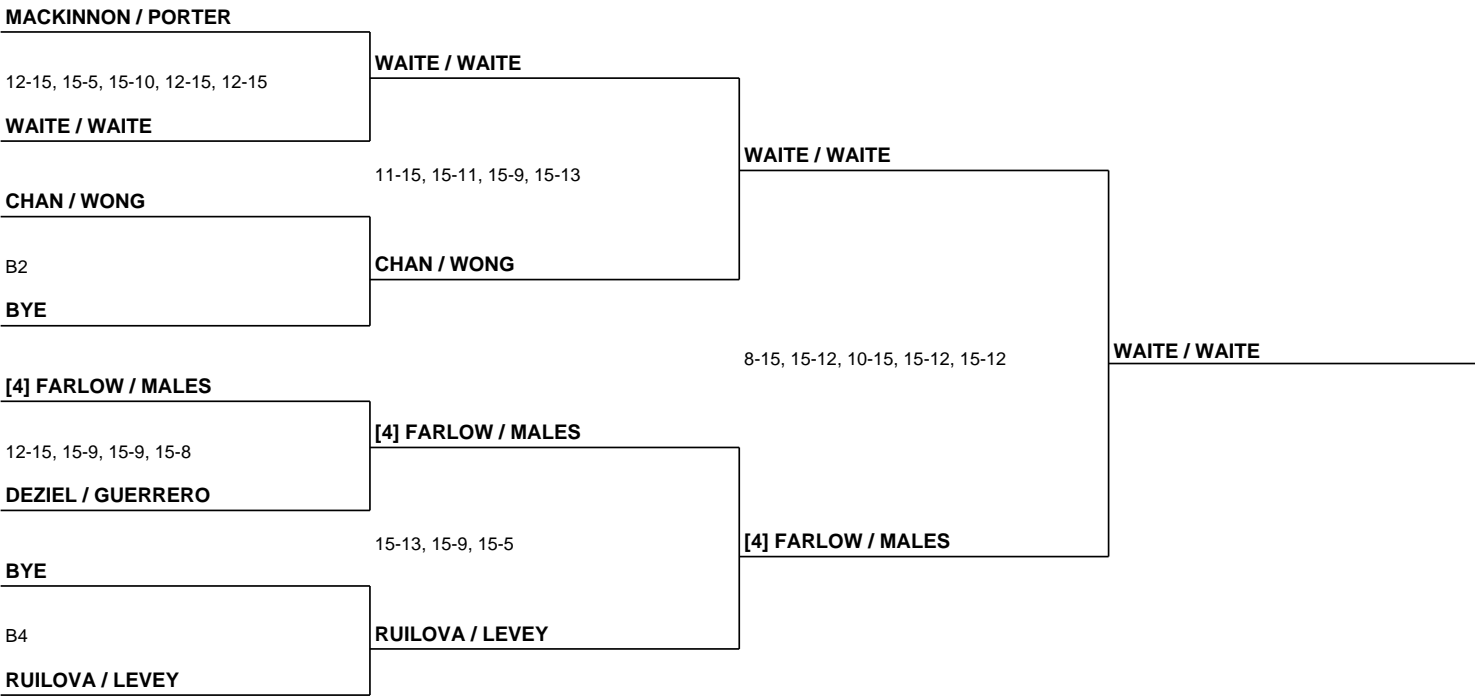 MACKINNON / PORTER
12-15, 15-5, 15-10, 12-15, 12-15
WAITE / WAITE
CHAN / WONG
B2
BYE
[4] FARLOW / MALES
12-15, 15-9, 15-9, 15-8
DEZIEL / GUERRERO
BYE
B4
RUILOVA / LEVEY
WAITE / WAITE
11-15, 15-11, 15-9, 15-13
CHAN / WONG
[4] FARLOW / MALES
15-13, 15-9, 15-5
RUILOVA / LEVEY
WAITE / WAITE
8-15, 15-12, 10-15, 15-12, 15-12
[4] FARLOW / MALES
WAITE / WAITE